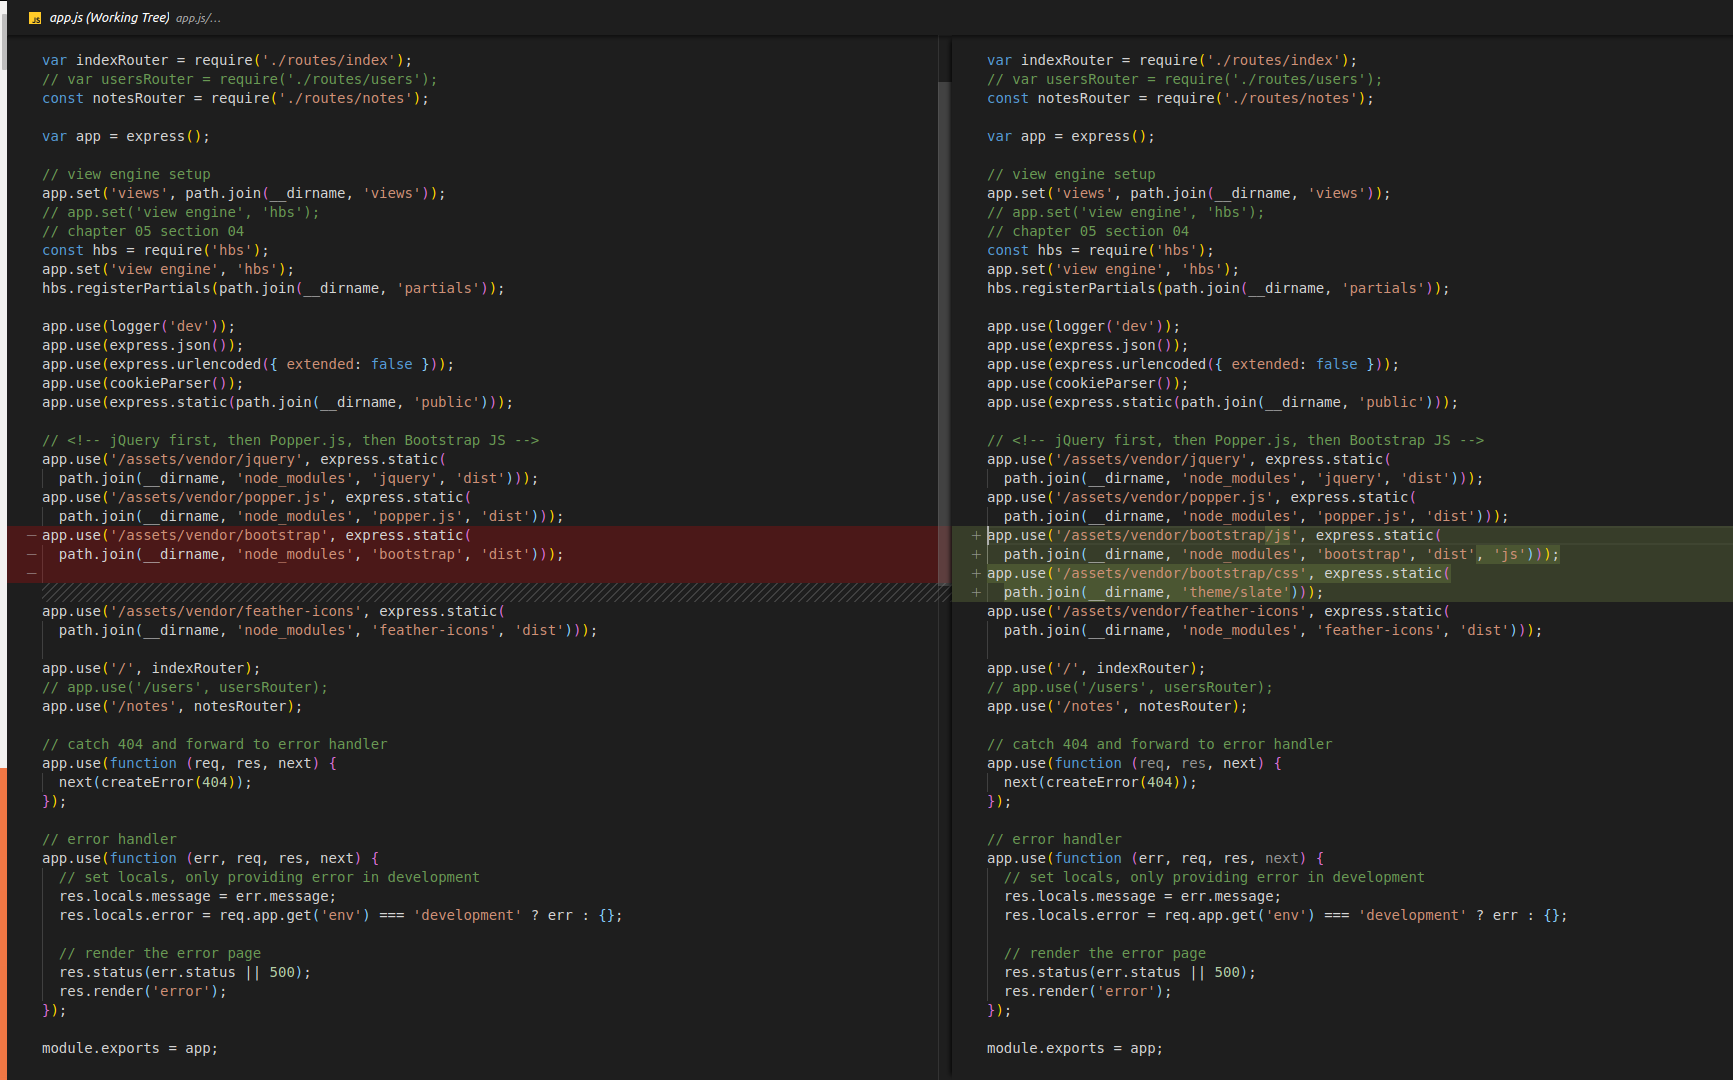 app.js (Working Tree) app.js/...
var indexRouter = require('./routes/index');
// var usersRouter = require('./routes/users');
const notesRouter = require('./routes/notes');
var app = express();
// view engine setup
app.set('views', path.join(__dirname, 'views'));
// app.set('view engine', 'hbs');
// chapter 05 section 04
const hbs = require('hbs');
app.set('view engine', 'hbs');
hbs.registerPartials(path.join(__dirname, 'partials'));
app.use(logger('dev'));
app.use(express.json());
app.use(express.urlencoded({ extended: false }));
app.use(cookieParser());
app.use(express.static(path.join(__dirname, 'public')));
// <!-- jQuery first, then Popper.js, then Bootstrap JS -->
app.use('/assets/vendor/jquery', express.static(
path.join(__dirname, 'node_modules', 'jquery', 'dist')));
app.use('/assets/vendor/popper.js', express.static(
path.join(__dirname, 'node_modules', 'popper.js', 'dist')));
— app.use('/assets/vendor/bootstrap', express.static(
— path.join(__dirname, 'node_modules', 'bootstrap', 'dist')));
—
app.use('/assets/vendor/feather-icons', express.static(
path.join(__dirname, 'node_modules', 'feather-icons', 'dist')));
app.use('/', indexRouter);
// app.use('/users', usersRouter);
app.use('/notes', notesRouter);
// catch 404 and forward to error handler
app.use(function (req, res, next) {
next(createError(404));
});
// error handler
app.use(function (err, req, res, next) {
// set locals, only providing error in development
res.locals.message = err.message;
res.locals.error = req.app.get('env') === 'development' ? err : {};
// render the error page
res.status(err.status || 500);
res.render('error');
});
module.exports = app;
var indexRouter = require('./routes/index');
// var usersRouter = require('./routes/users');
const notesRouter = require('./routes/notes');
var app = express();
// view engine setup
app.set('views', path.join(__dirname, 'views'));
// app.set('view engine', 'hbs');
// chapter 05 section 04
const hbs = require('hbs');
app.set('view engine', 'hbs');
hbs.registerPartials(path.join(__dirname, 'partials'));
app.use(logger('dev'));
app.use(express.json());
app.use(express.urlencoded({ extended: false }));
app.use(cookieParser());
app.use(express.static(path.join(__dirname, 'public')));
// <!-- jQuery first, then Popper.js, then Bootstrap JS -->
app.use('/assets/vendor/jquery', express.static(
path.join(__dirname, 'node_modules', 'jquery', 'dist')));
app.use('/assets/vendor/popper.js', express.static(
path.join(__dirname, 'node_modules', 'popper.js', 'dist')));
+ app.use('/assets/vendor/bootstrap/js', express.static(
+ path.join(__dirname, 'node_modules', 'bootstrap', 'dist', 'js')));
+ app.use('/assets/vendor/bootstrap/css', express.static(
+ path.join(__dirname, 'theme/slate')));
app.use('/assets/vendor/feather-icons', express.static(
path.join(__dirname, 'node_modules', 'feather-icons', 'dist')));
app.use('/', indexRouter);
// app.use('/users', usersRouter);
app.use('/notes', notesRouter);
// catch 404 and forward to error handler
app.use(function (req, res, next) {
next(createError(404));
});
// error handler
app.use(function (err, req, res, next) {
// set locals, only providing error in development
res.locals.message = err.message;
res.locals.error = req.app.get('env') === 'development' ? err : {};
// render the error page
res.status(err.status || 500);
res.render('error');
});
module.exports = app;